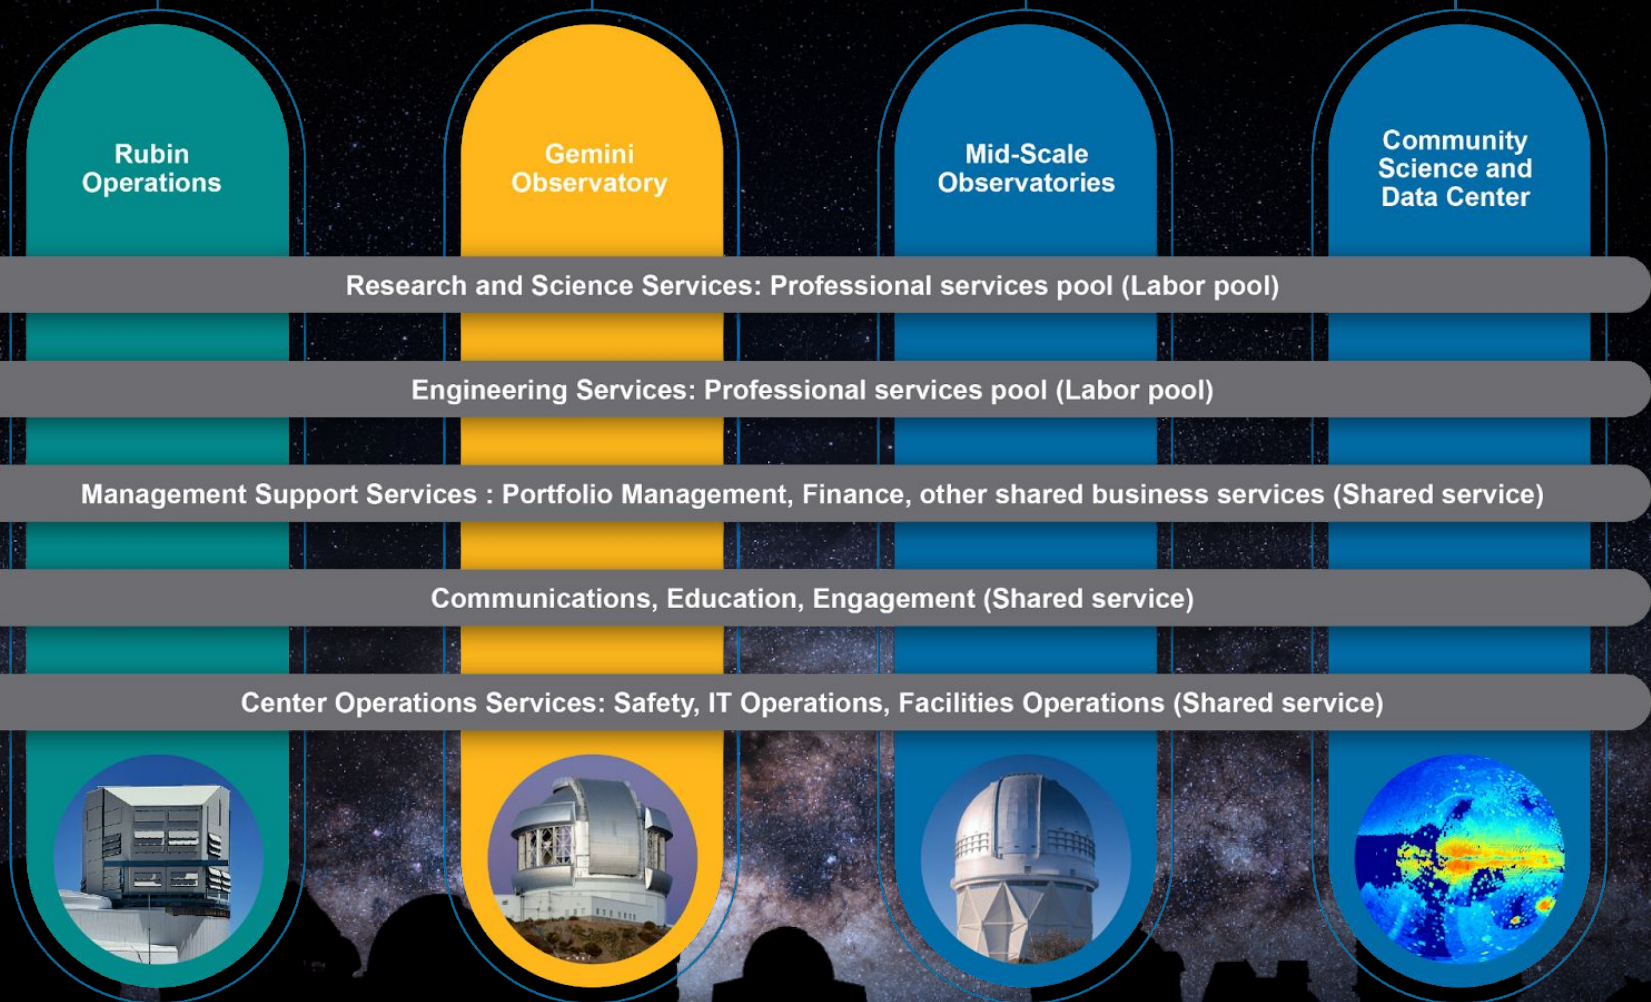 Rubin
Operations
Gemini
Observatory
Mid-Scale
Observatories
Community
Science and
Data Center
Research and Science Services: Professional services pool (Labor pool)
Engineering Services: Professional services pool (Labor pool)
Management Support Services : Portfolio Management, Finance, other shared business services (Shared service)
Communications, Education, Engagement (Shared service)
Center Operations Services: Safety, IT Operations, Facilities Operations (Shared service)